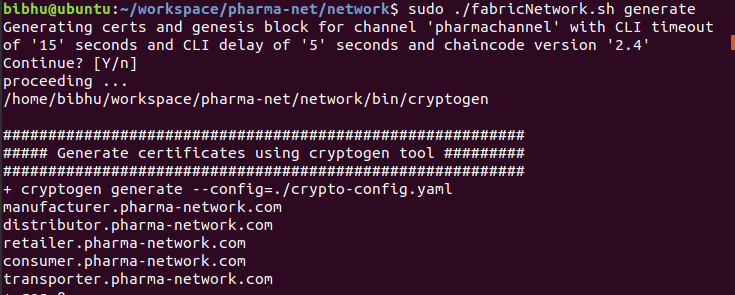 bibhu@ubuntu:~/workspace/pharma-net/network$ sudo ./fabricNetwork.sh generate
Generating certs and genesis block for channel 'pharmachannel' with CLI timeout
of '15' seconds and CLI delay of '5' seconds and chaincode version '2.4'
Continue? [Y/n]
proceeding ...
/home/bibhu/workspace/pharma-net/network/bin/cryptogen

##########################################################
##### Generate certificates using cryptogen tool #########
##########################################################
+ cryptogen generate --config=./crypto-config.yaml
manufacturer.pharma-network.com
distributor.pharma-network.com
retailer.pharma-network.com
consumer.pharma-network.com
transporter.pharma-network.com